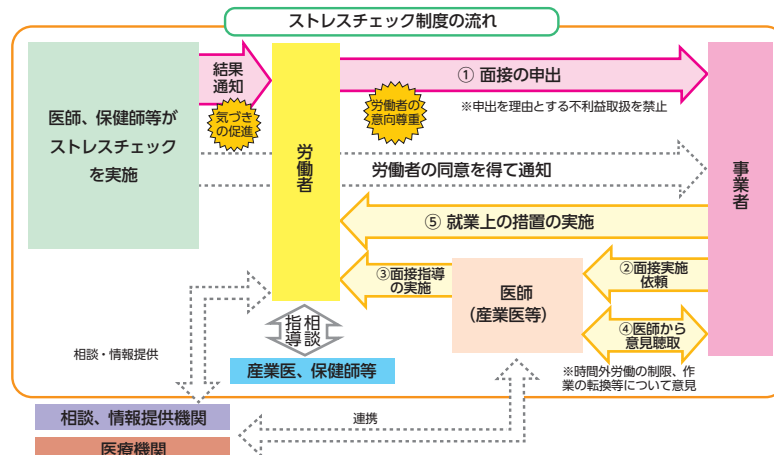 ストレスチェック制度の流れ
医師、保健師等が
ストレスチェック
を実施
結果
通知
気づき
の促進
労働者
① 面接の申出
労働者の
意向尊重
※申出を理由とする不利益取扱を禁止
労働者の同意を得て通知
事業者
⑤ 就業上の措置の実施
③面接指導
の実施
医師
(産業医等)
②面接実施
依頼
④医師から
意見聴取
※時間外労働の制限、作
業の転換等について意見
相談
指導
産業医、保健師等
相談・情報提供
相談、情報提供機関
医療機関
連携